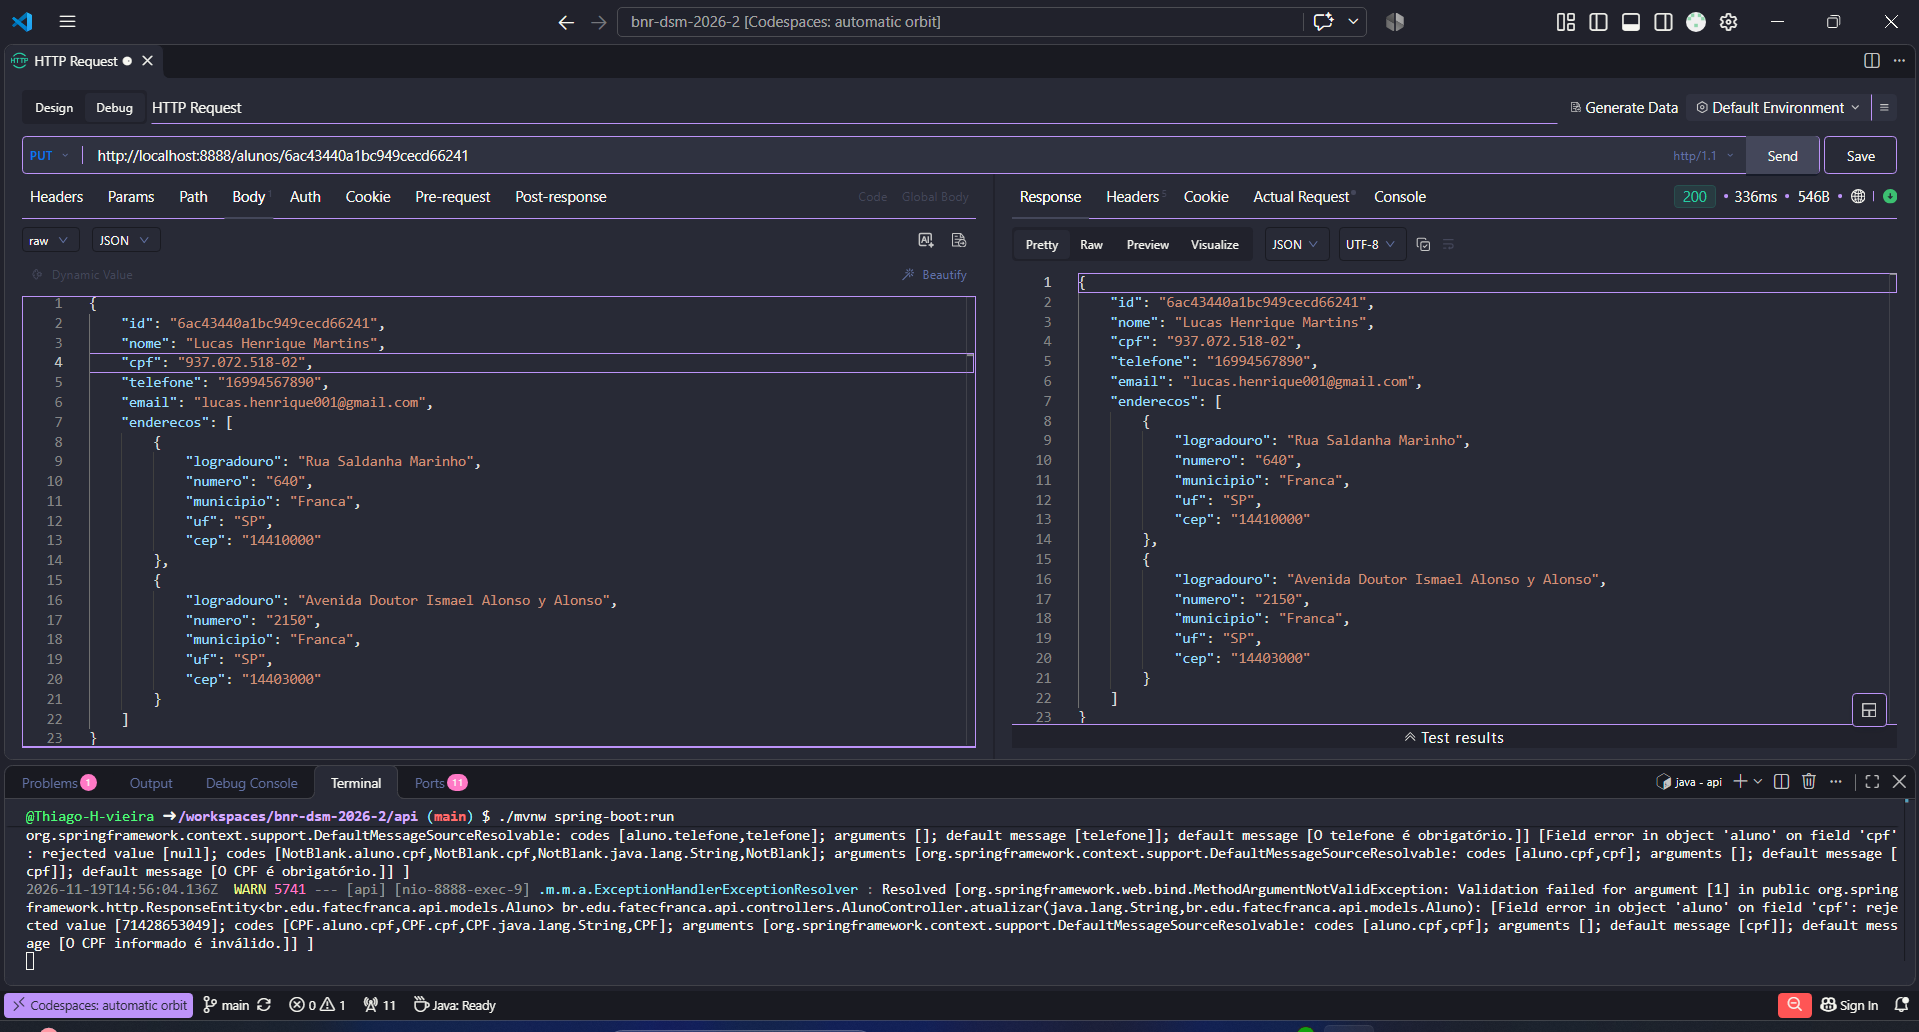 bnr-dsm-2026-2 [Codespaces: automatic orbit]
HTTP HTTP Request
Design Debug HTTP Request Generate Data Default Environment
PUT http://localhost:8888/alunos/6ac43440a1bc949cecd66241 http/1.1 Send Save
Headers Params Path Body 1 Auth Cookie Pre-request Post-response Code Global Body
Response Headers 5 Cookie Actual Request Console 200 • 336ms • 546B
raw JSON
Dynamic Value Beautify
1 {
2 "id": "6ac43440a1bc949cecd66241",
3 "nome": "Lucas Henrique Martins",
4 "cpf": "937.072.518-02",
5 "telefone": "16994567890",
6 "email": "lucas.henrique001@gmail.com",
7 "enderecos": [
8 {
9 "logradouro": "Rua Saldanha Marinho",
10 "numero": "640",
11 "municipio": "Franca",
12 "uf": "SP",
13 "cep": "14410000"
14 },
15 {
16 "logradouro": "Avenida Doutor Ismael Alonso y Alonso",
17 "numero": "2150",
18 "municipio": "Franca",
19 "uf": "SP",
20 "cep": "14403000"
21 }
22 ]
23 }
Pretty Raw Preview Visualize JSON UTF-8
1 {
2 "id": "6ac43440a1bc949cecd66241",
3 "nome": "Lucas Henrique Martins",
4 "cpf": "937.072.518-02",
5 "telefone": "16994567890",
6 "email": "lucas.henrique001@gmail.com",
7 "enderecos": [
8 {
9 "logradouro": "Rua Saldanha Marinho",
10 "numero": "640",
11 "municipio": "Franca",
12 "uf": "SP",
13 "cep": "14410000"
14 },
15 {
16 "logradouro": "Avenida Doutor Ismael Alonso y Alonso",
17 "numero": "2150",
18 "municipio": "Franca",
19 "uf": "SP",
20 "cep": "14403000"
21 }
22 ]
23 }
Test results
Problems 1 Output Debug Console Terminal Ports 11 java - api
@Thiago-H-vieira ➜ /workspaces/bnr-dsm-2026-2/api (main) $ ./mvnw spring-boot:run
org.springframework.context.support.DefaultMessageSourceResolvable: codes [aluno.telefone,telefone]; arguments []; default message [telefone]]; default message [O telefone é obrigatório.]] [Field error in object 'aluno' on field 'cpf'
: rejected value [null]; codes [NotBlank.aluno.cpf,NotBlank.cpf,NotBlank.java.lang.String,NotBlank]; arguments [org.springframework.context.support.DefaultMessageSourceResolvable: codes [aluno.cpf,cpf]; arguments []; default message [
cpf]]; default message [O CPF é obrigatório.]] ]
2026-11-19T14:56:04.136Z WARN 5741 --- [api] [nio-8888-exec-9] .m.m.a.ExceptionHandlerExceptionResolver : Resolved [org.springframework.web.bind.MethodArgumentNotValidException: Validation failed for argument [1] in public org.spring
framework.http.ResponseEntity<br.edu.fatecfranca.api.models.Aluno> br.edu.fatecfranca.api.controllers.AlunoController.atualizar(java.lang.String,br.edu.fatecfranca.api.models.Aluno): [Field error in object 'aluno' on field 'cpf': reje
cted value [71428653049]; codes [CPF.aluno.cpf,CPF.cpf,CPF.java.lang.String,CPF]; arguments [org.springframework.context.support.DefaultMessageSourceResolvable: codes [aluno.cpf,cpf]; arguments []; default message [cpf]]; default mess
age [O CPF informado é inválido.]] ]
Codespaces: automatic orbit main 0 1 11 Java: Ready Sign In